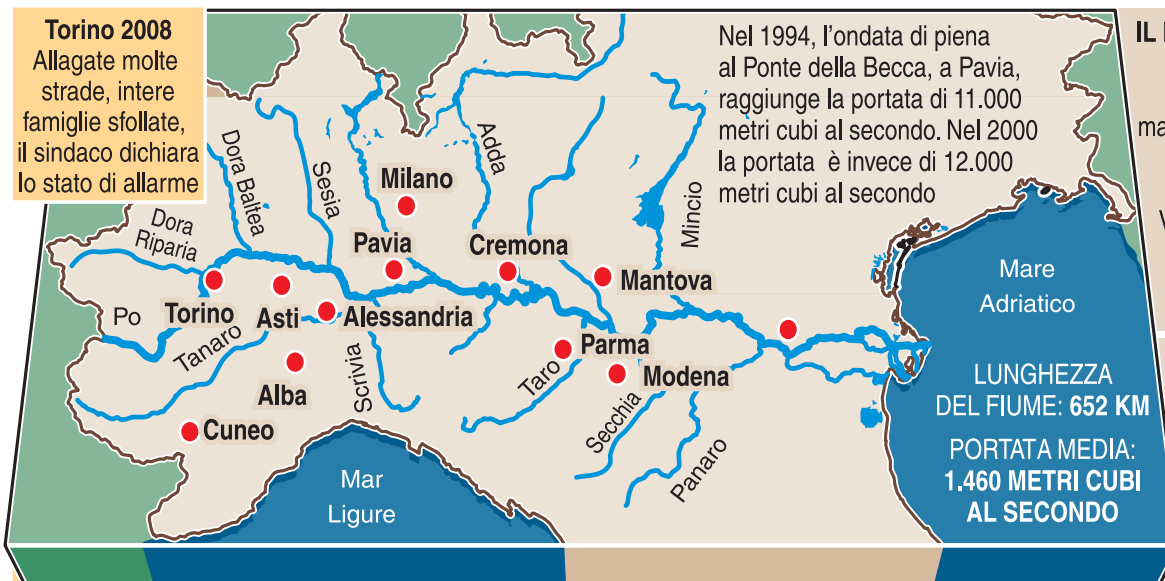 Torino 2008
Allagate molte
strade, intere
famiglie sfollate,
il sindaco dichiara
lo stato di allarme
Nel 1994, l'ondata di piena
al Ponte della Becca, a Pavia,
raggiunge la portata di 11.000
metri cubi al secondo. Nel 2000
la portata è invece di 12.000
metri cubi al secondo
IL
ma
Dora
Riparia
Dora Baltea
Sesia
Milano
Adda
Mincio
Pavia
Cremona
Mantova
Po
Torino
Asti
Alessandria
Tanaro
Alba
Scrivia
Cuneo
Taro
Parma
Modena
Secchia
Panaro
Mar
Ligure
Mare
Adriatico
LUNGHEZZA
DEL FIUME: 652 KM
PORTATA MEDIA:
1.460 METRI CUBI
AL SECONDO